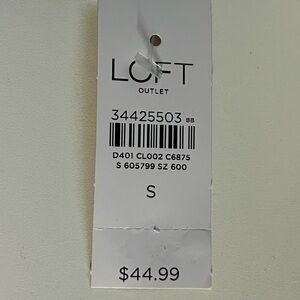 LOFT
OUTLET
34425503 BB
D401 CL002 C6875
S 605799 SZ 600
S
$44.99